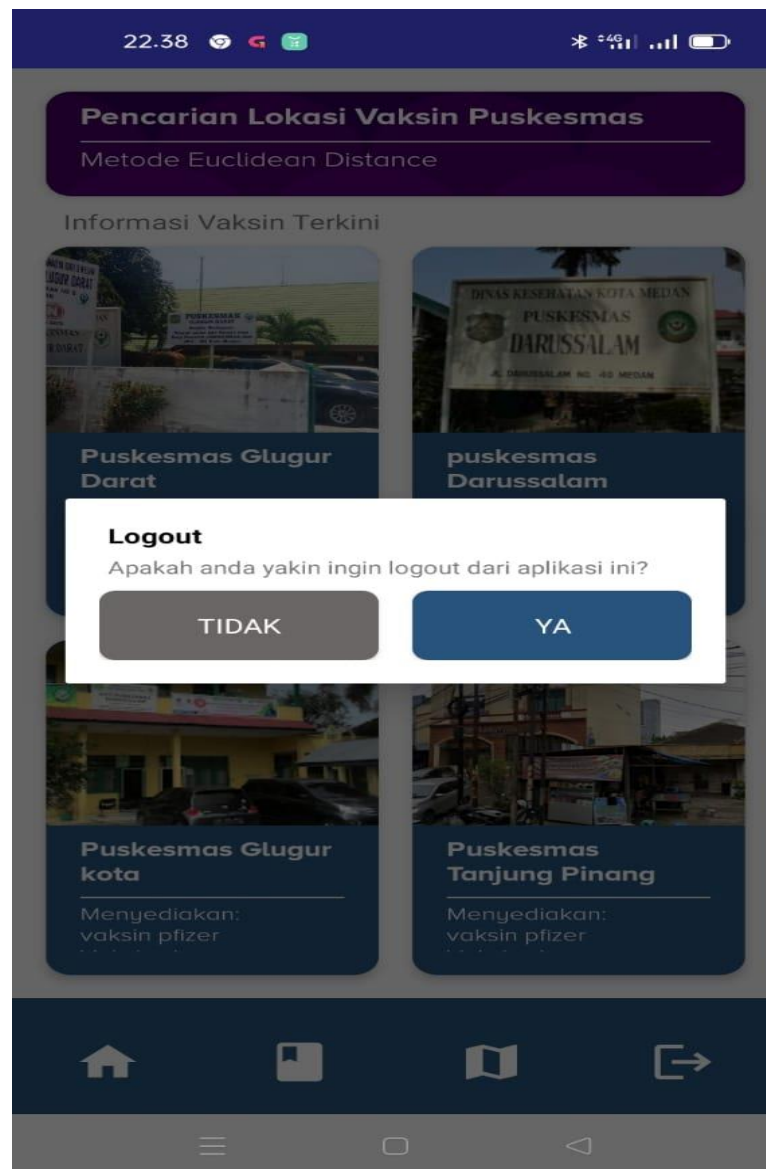 22.38
4G
Pencarian Lokasi Vaksin Puskesmas
Metode Euclidean Distance
Informasi Vaksin Terkini
PUSKESMAS
DINAS KESEHATAN KOTA MEDAN
PUSKESMAS
DARUSSALAM
JL. DARUSSALAM NO. 40 MEDAN
Puskesmas Glugur
Darat
puskesmas
Darussalam
Logout
Apakah anda yakin ingin logout dari aplikasi ini?
TIDAK
YA
Puskesmas Glugur
kota
Menyediakan:
vaksin pfizer
Puskesmas
Tanjung Pinang
Menyediakan:
vaksin pfizer